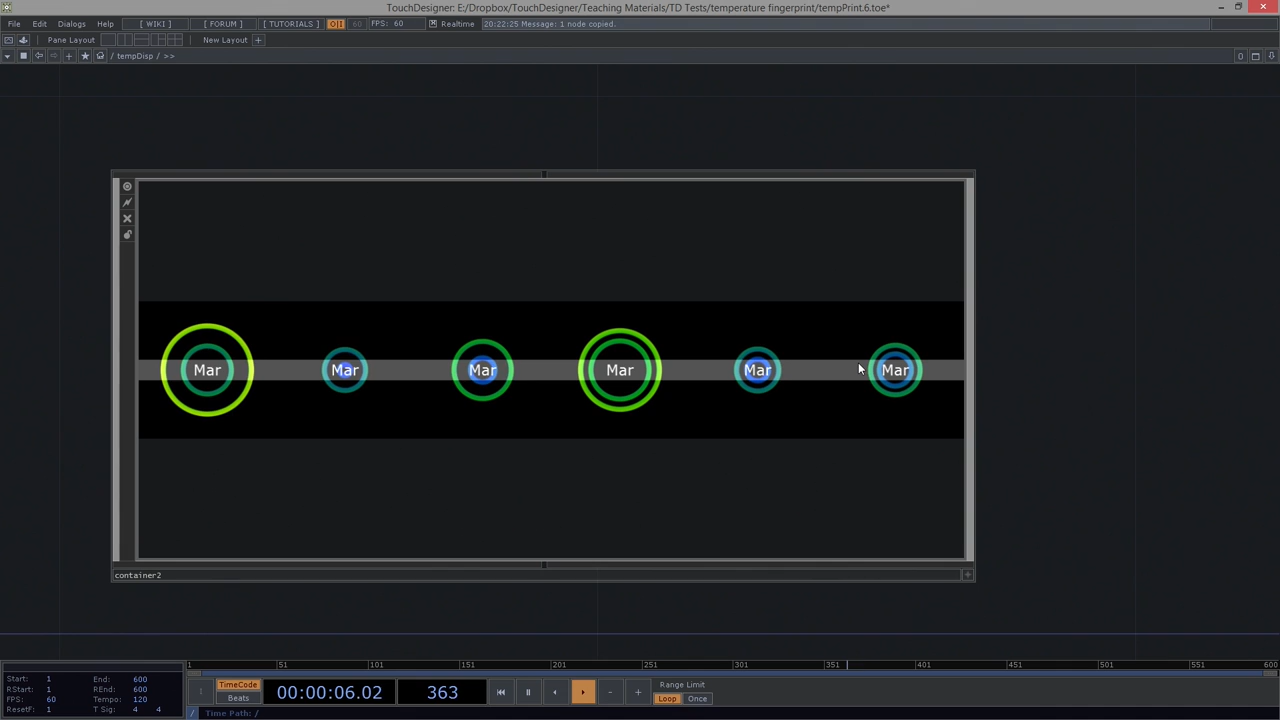 TouchDesigner: E:/Dropbox/TouchDesigner/Teaching Materials/TD Tests/temperature fingerprint/tempPrint.6.toe*
File Edit Dialogs Help [ WIKI ] [ FORUM ] [ TUTORIALS ] O|I 60 FPS: 60 Realtime 20:22:25 Message: 1 node copied.
Pane Layout New Layout +
/ tempDisp / >> 0
Mar Mar Mar Mar Mar Mar
container2
1 51 101 151 201 251 301 351 401 451 501 551 600
Start: 1 End: 600
RStart: 1 REnd: 600
FPS: 60 Tempo: 120
ResetF: 1 T Sig: 4 4
TimeCode
Beats
00:00:06.02 363
Range Limit
Loop Once
/ Time Path: /